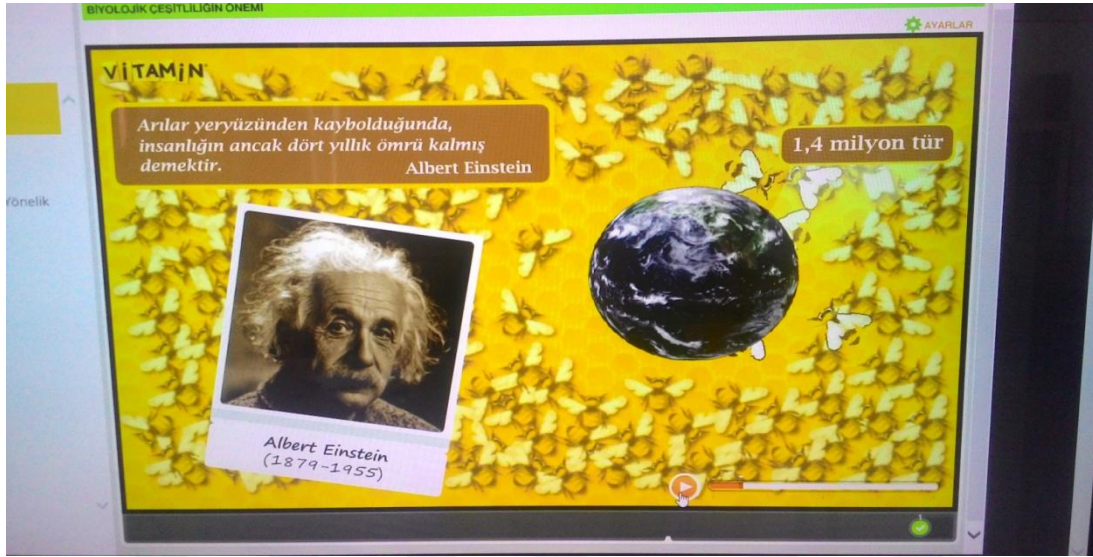 BİYOLOJİK ÇEŞİTLİLİĞİN ÖNEMİ
AYARLAR
VİTAMİN
Arılar yeryüzünden kaybolduğunda,
insanlığın ancak dört yıllık ömrü kalmış
demektir.
Albert Einstein
1,4 milyon tür
Yönelik
Albert Einstein
(1879-1955)